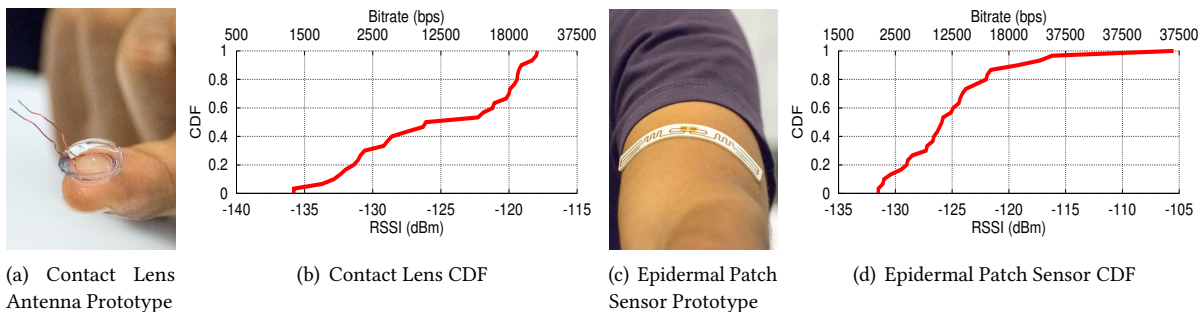 Bitrate (bps)
500 1500 2500 12500 18000 37500
1
0.8
0.6
0.4
0.2
0
CDF
-140 -135 -130 -125 -120 -115
RSSI (dBm)
Bitrate (bps)
1500 2500 12500 18000 37500 37500 37500
1
0.8
0.6
0.4
0.2
0
CDF
-135 -130 -125 -120 -115 -110 -105
RSSI (dBm)
(a) Contact Lens
Antenna Prototype
(b) Contact Lens CDF
(c) Epidermal Patch
Sensor Prototype
(d) Epidermal Patch Sensor CDF